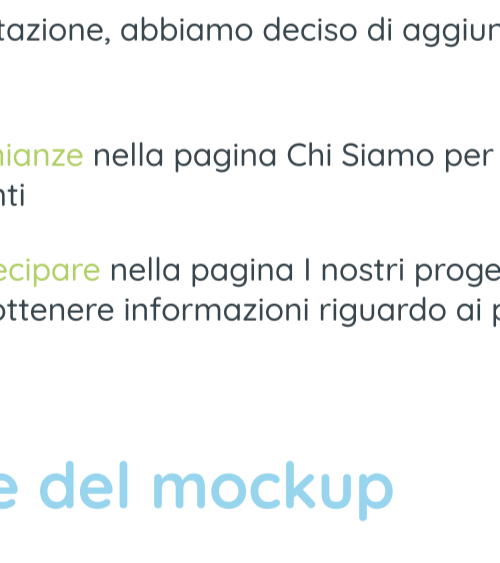 tazione, abbiamo deciso di aggiun
nianze nella pagina Chi Siamo per
nti
ecipare nella pagina I nostri proge
ottenere informazioni riguardo ai p
e del mockup